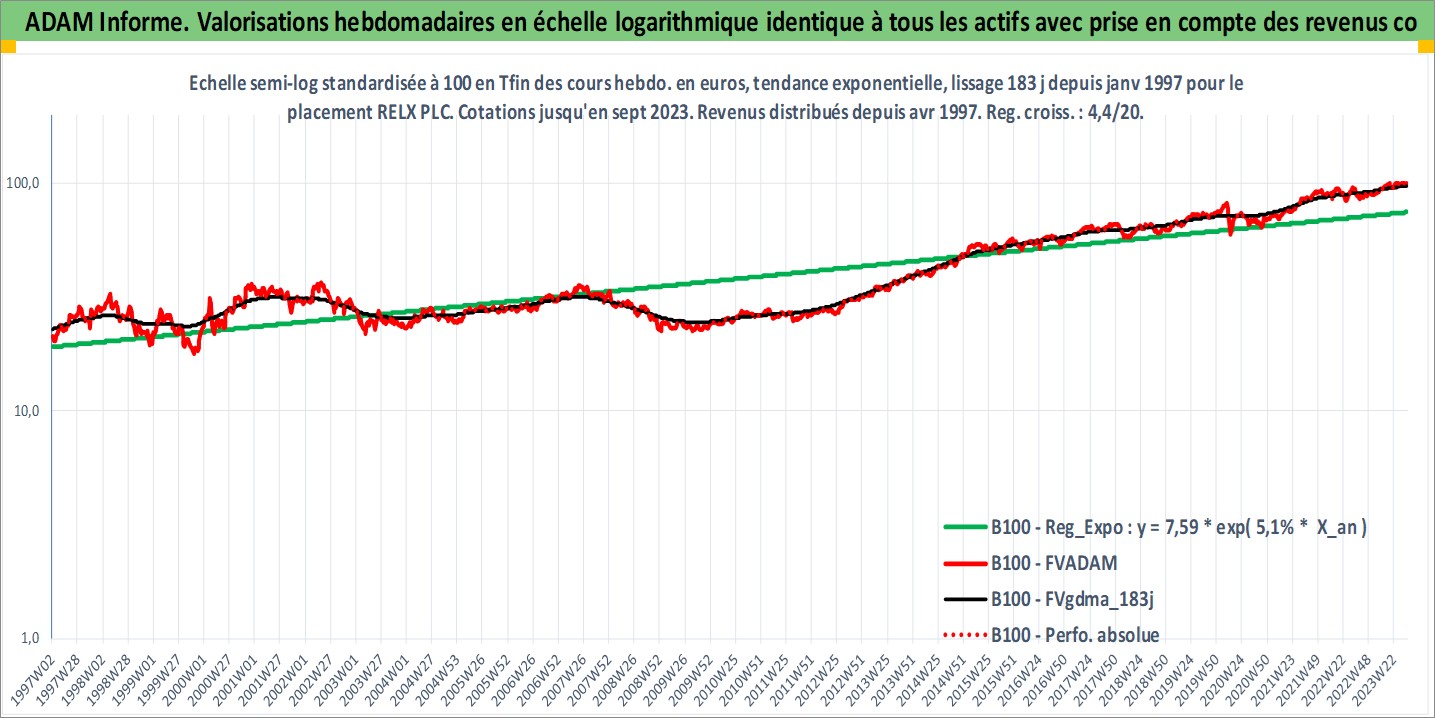 ADAM Informe. Valorisations hebdomadaires en échelle logarithmique identique à tous les actifs avec prise en compte des revenus co
Echelle semi-log standardisée à 100 en Tfin des cours hebdo. en euros, tendance exponentielle, lissage 183 j depuis janv 1997 pour le
placement RELX PLC. Cotations jusqu'en sept 2023. Revenus distribués depuis avr 1997. Reg. croiss. : 4,4/20.
100,0
10,0
1,0
B100 - Reg_Expo : y = 7,59 * exp( 5,1% * X_an )
B100 - FVADAM
B100 - FVgdma_183j
B100 - Perfo. absolue
1997W02
1997W28
1998W02
1998W28
1999W01
1999W27
2000W01
2000W27
2001W01
2001W27
2002W01
2002W27
2003W01
2003W27
2004W01
2004W27
2004W53
2005W26
2005W52
2006W26
2006W52
2007W26
2007W52
2008W26
2008W52
2009W26
2009W52
2010W25
2010W51
2011W25
2011W51
2012W25
2012W51
2013W25
2013W51
2014W25
2014W51
2015W25
2015W51
2016W24
2016W50
2017W24
2017W50
2018W24
2018W50
2019W24
2019W50
2020W24
2020W50
2021W23
2021W49
2022W22
2022W48
2023W22